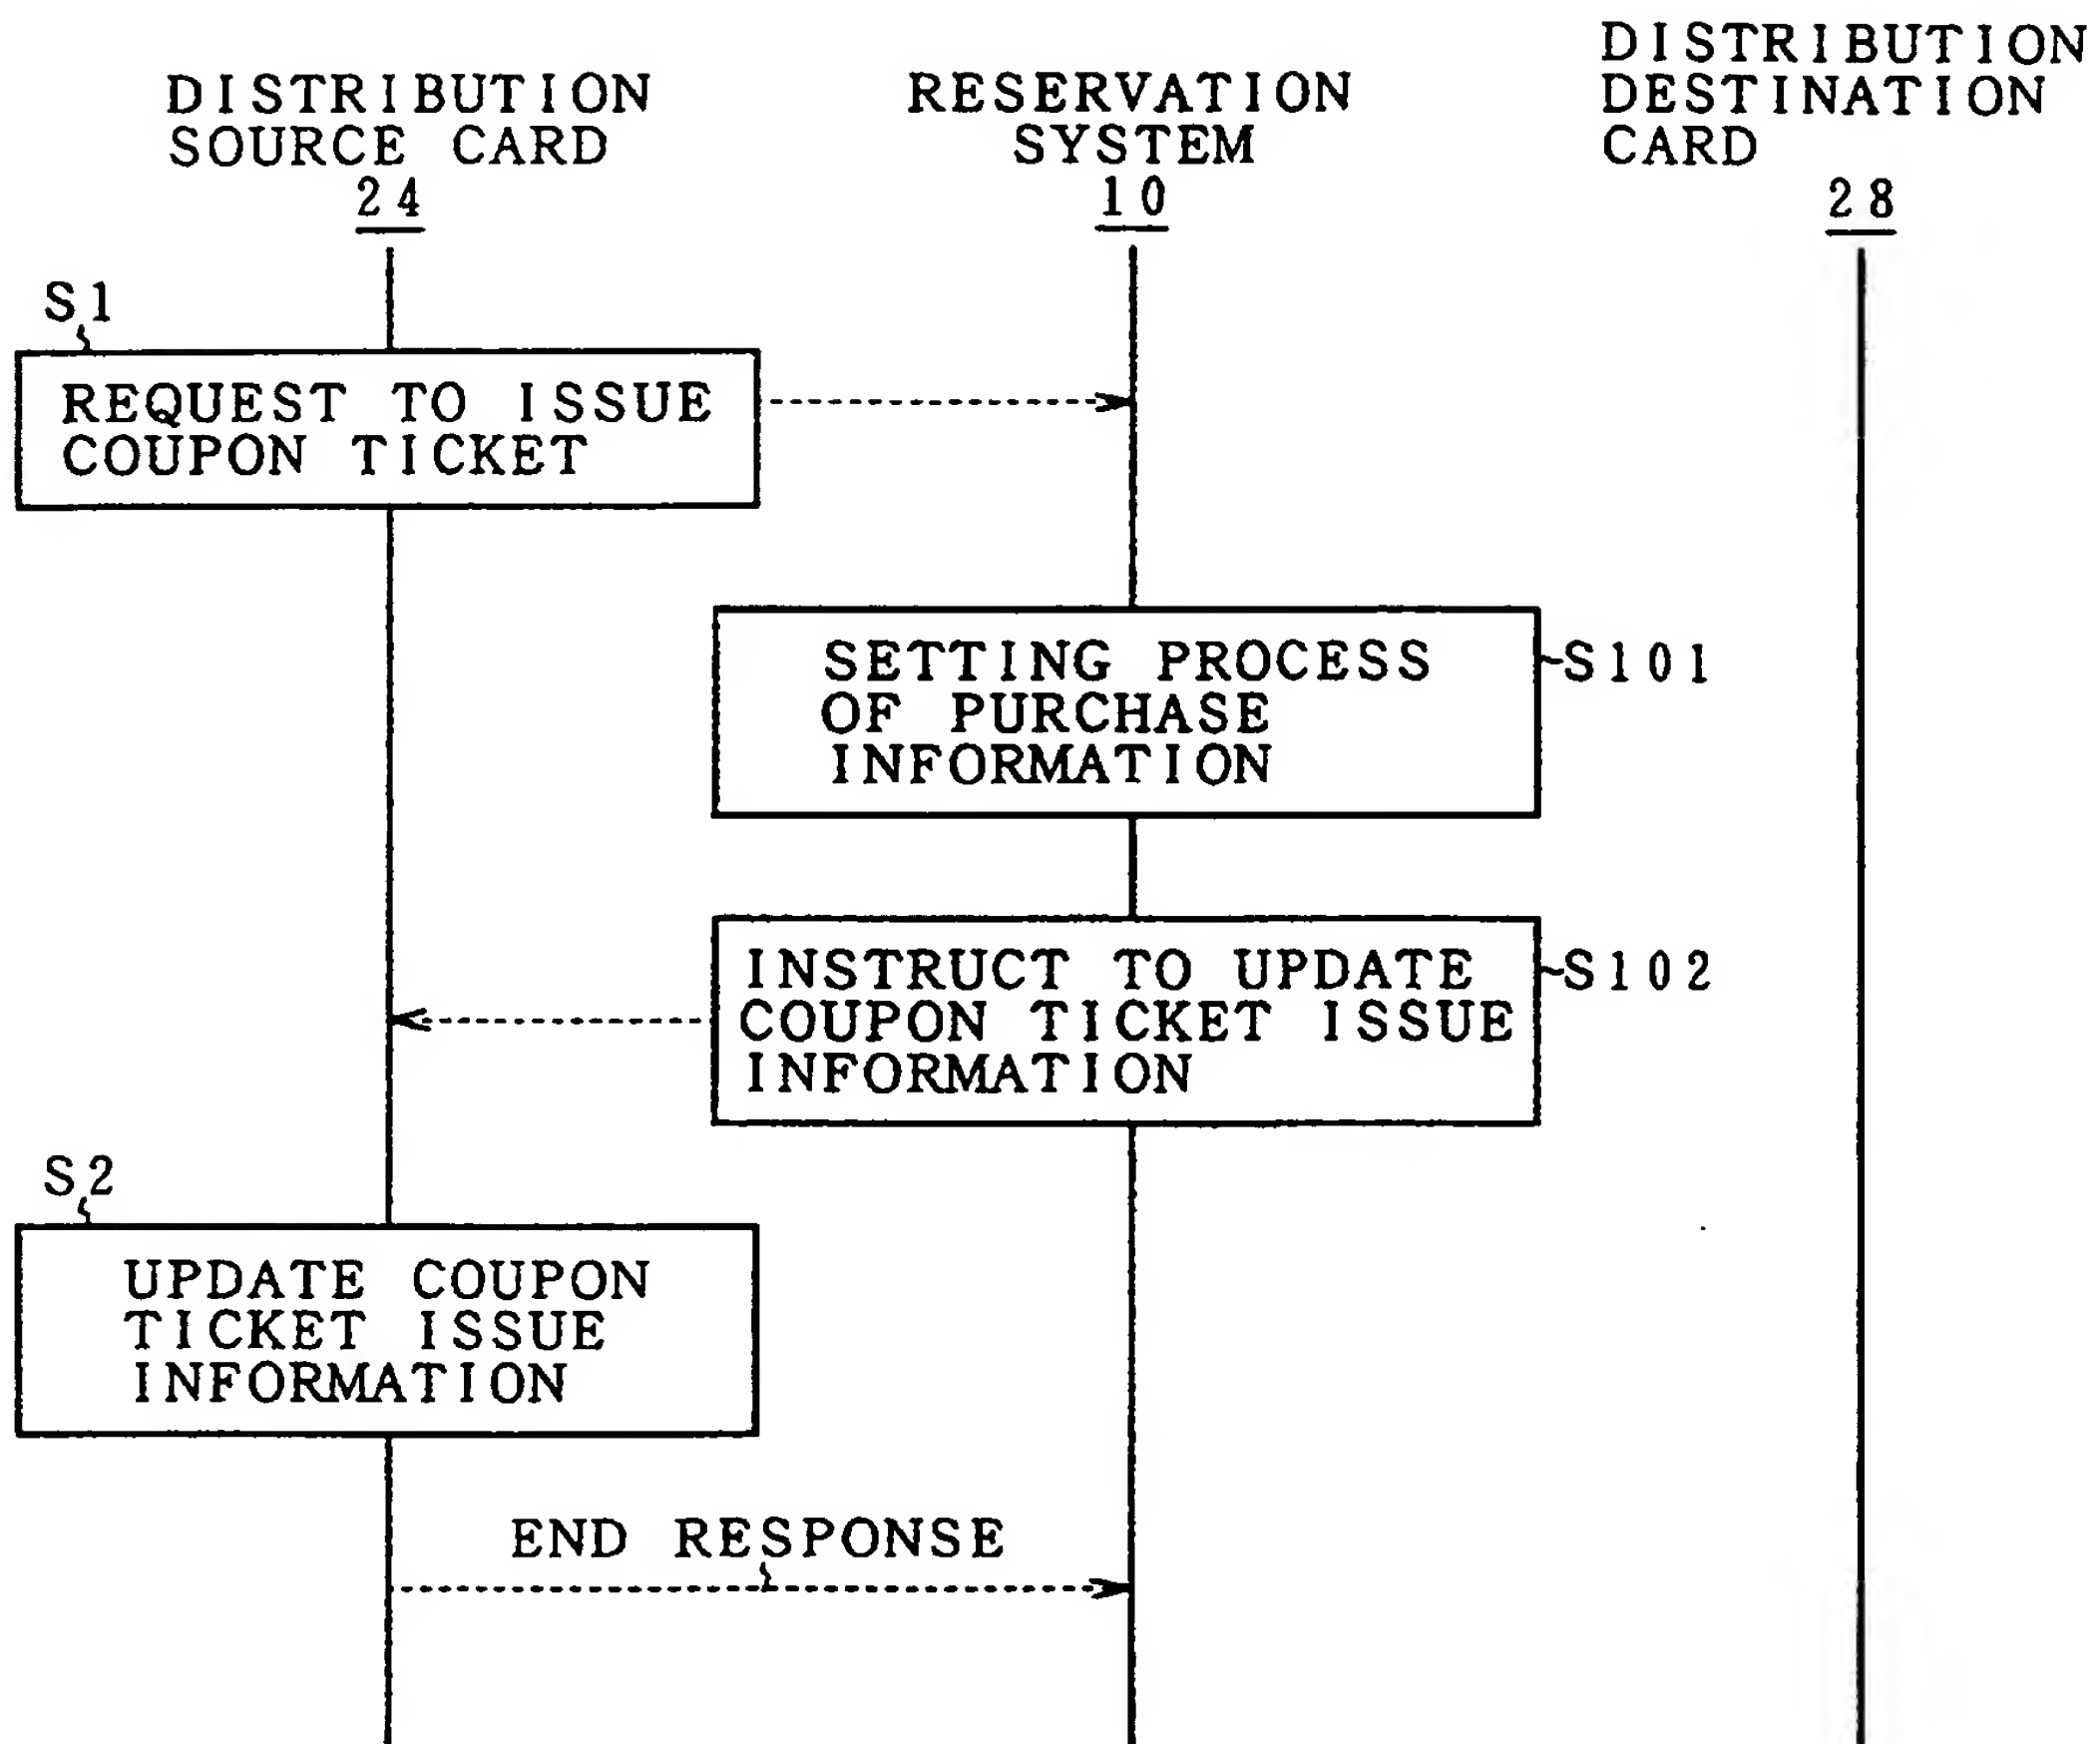 DISTRIBUTION
SOURCE CARD
24
RESERVATION
SYSTEM
10
DISTRIBUTION
DESTINATION
CARD
28
S1
REQUEST TO ISSUE
COUPON TICKET
SETTING PROCESS
OF PURCHASE
INFORMATION
S101
INSTRUCT TO UPDATE
COUPON TICKET ISSUE
INFORMATION
S102
S2
UPDATE COUPON
TICKET ISSUE
INFORMATION
END RESPONSE